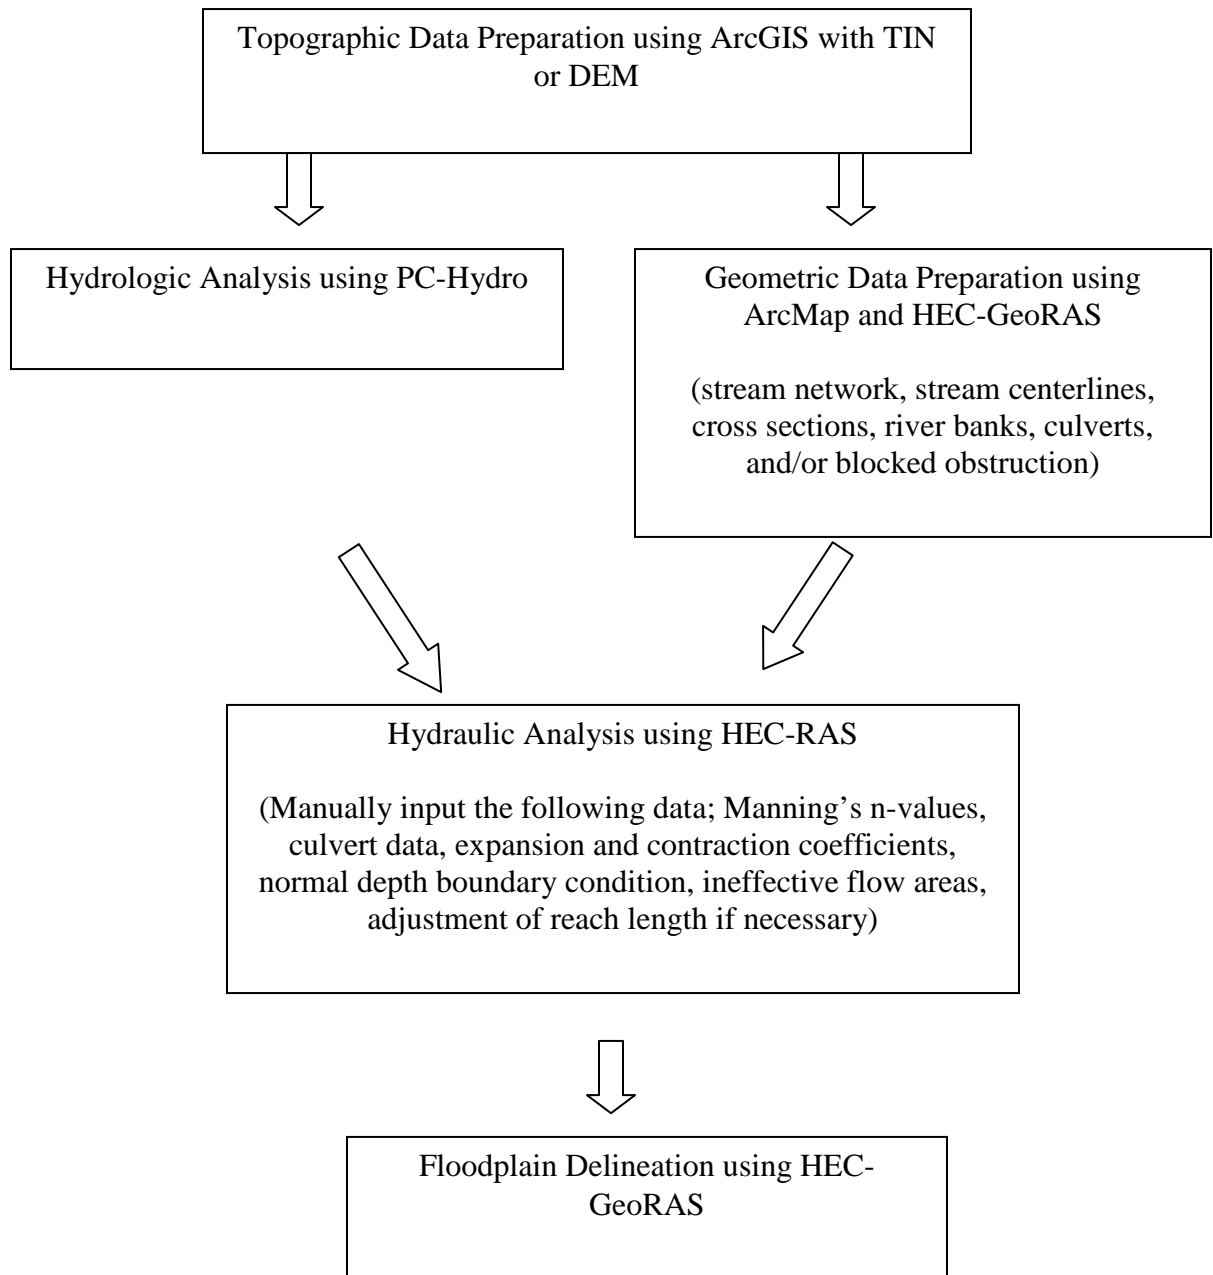 Topographic Data Preparation using ArcGIS with TIN
or DEM
Hydrologic Analysis using PC-Hydro
Geometric Data Preparation using
ArcMap and HEC-GeoRAS
(stream network, stream centerlines,
cross sections, river banks, culverts,
and/or blocked obstruction)
Hydraulic Analysis using HEC-RAS
(Manually input the following data; Manning’s n-values,
culvert data, expansion and contraction coefficients,
normal depth boundary condition, ineffective flow areas,
adjustment of reach length if necessary)
Floodplain Delineation using HEC-
GeoRAS